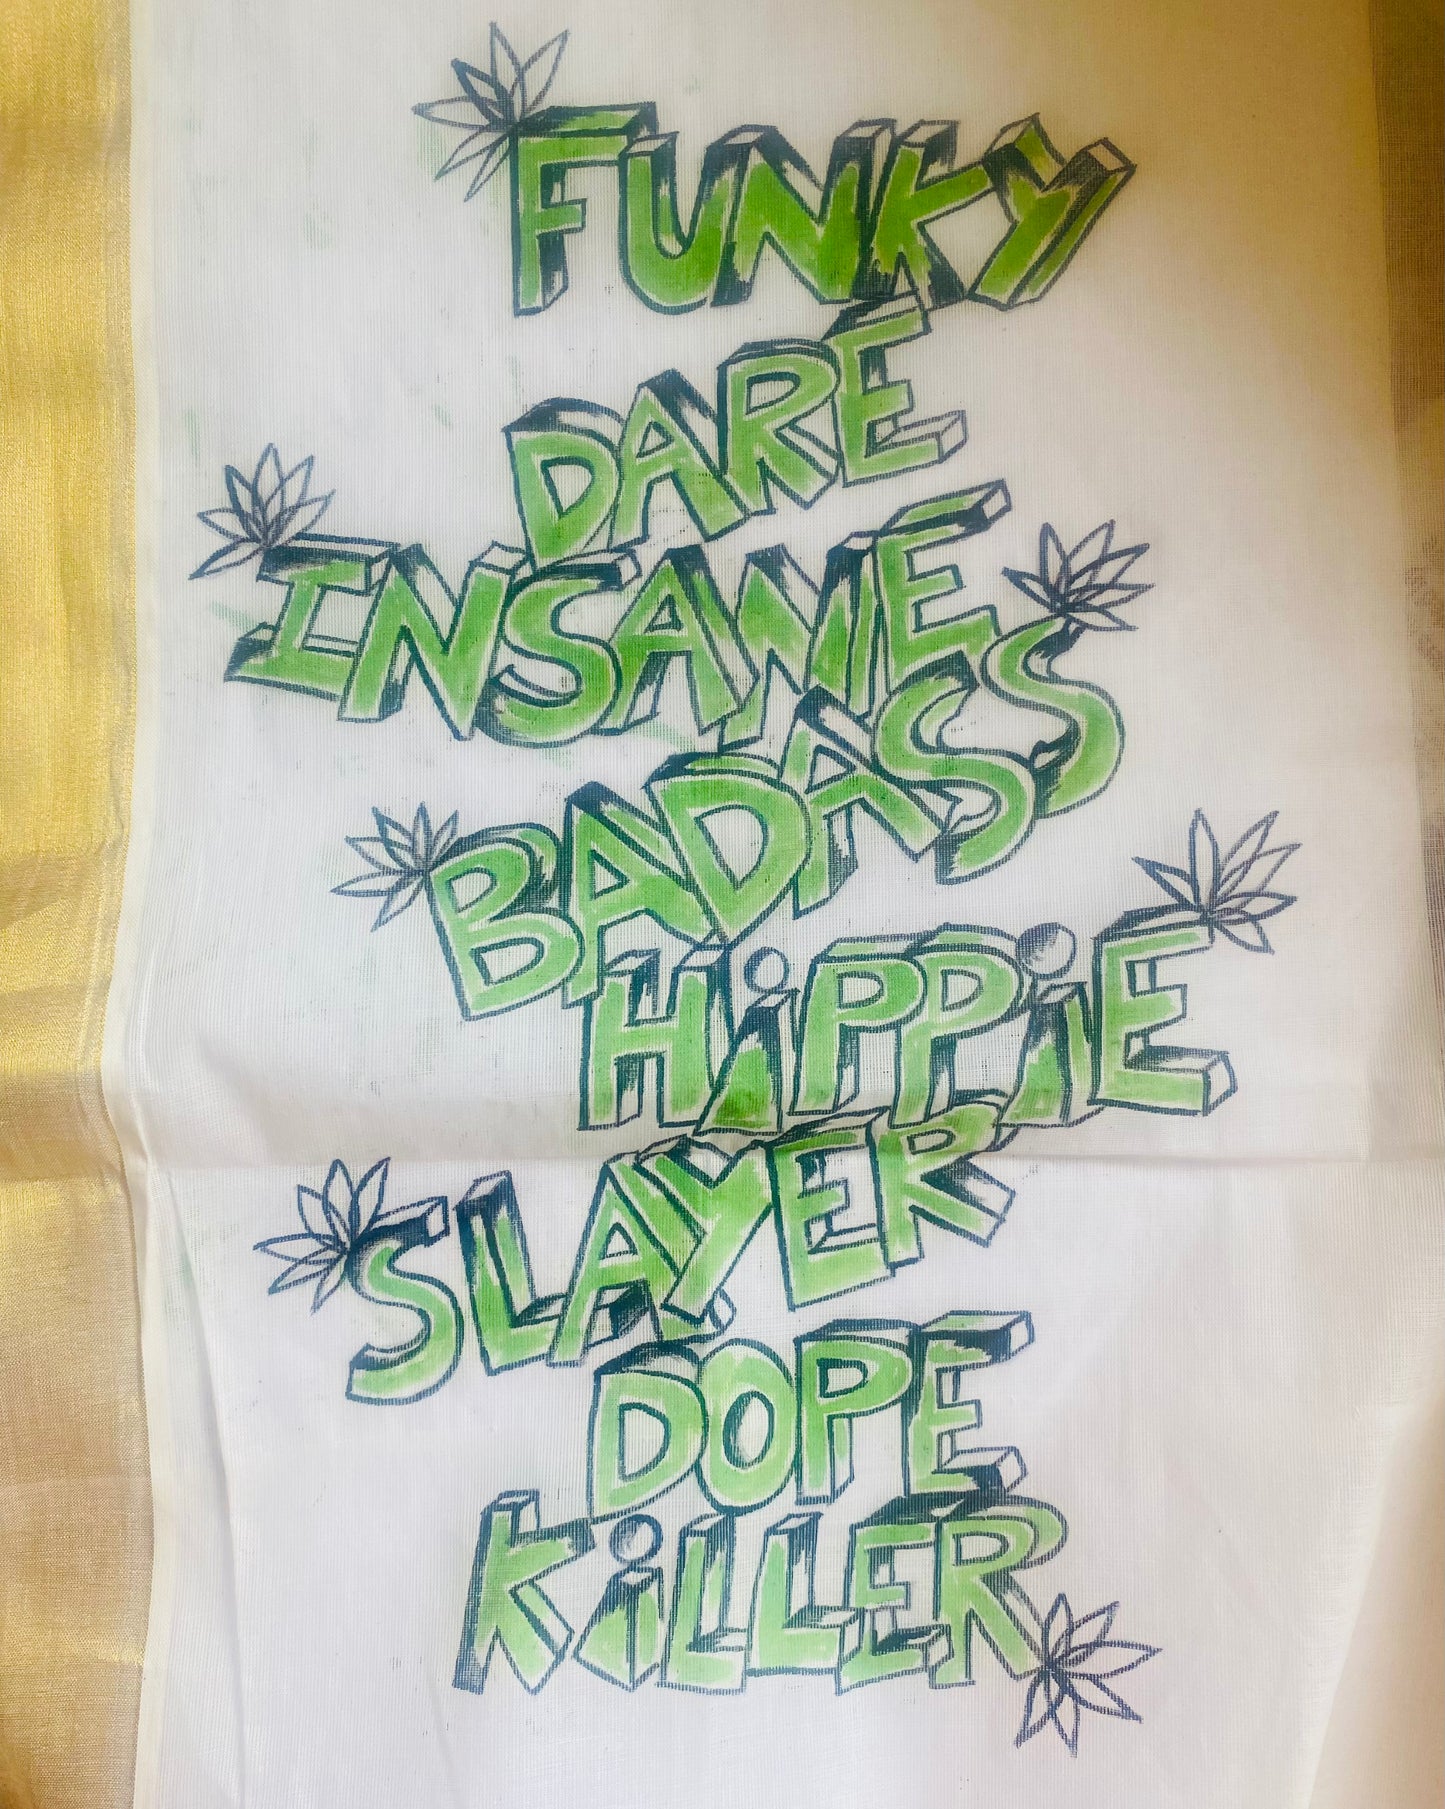 FUNKY
DARE
INSANE
BADASS
HiPPiE
SLAYER
DOPE
KiLLER